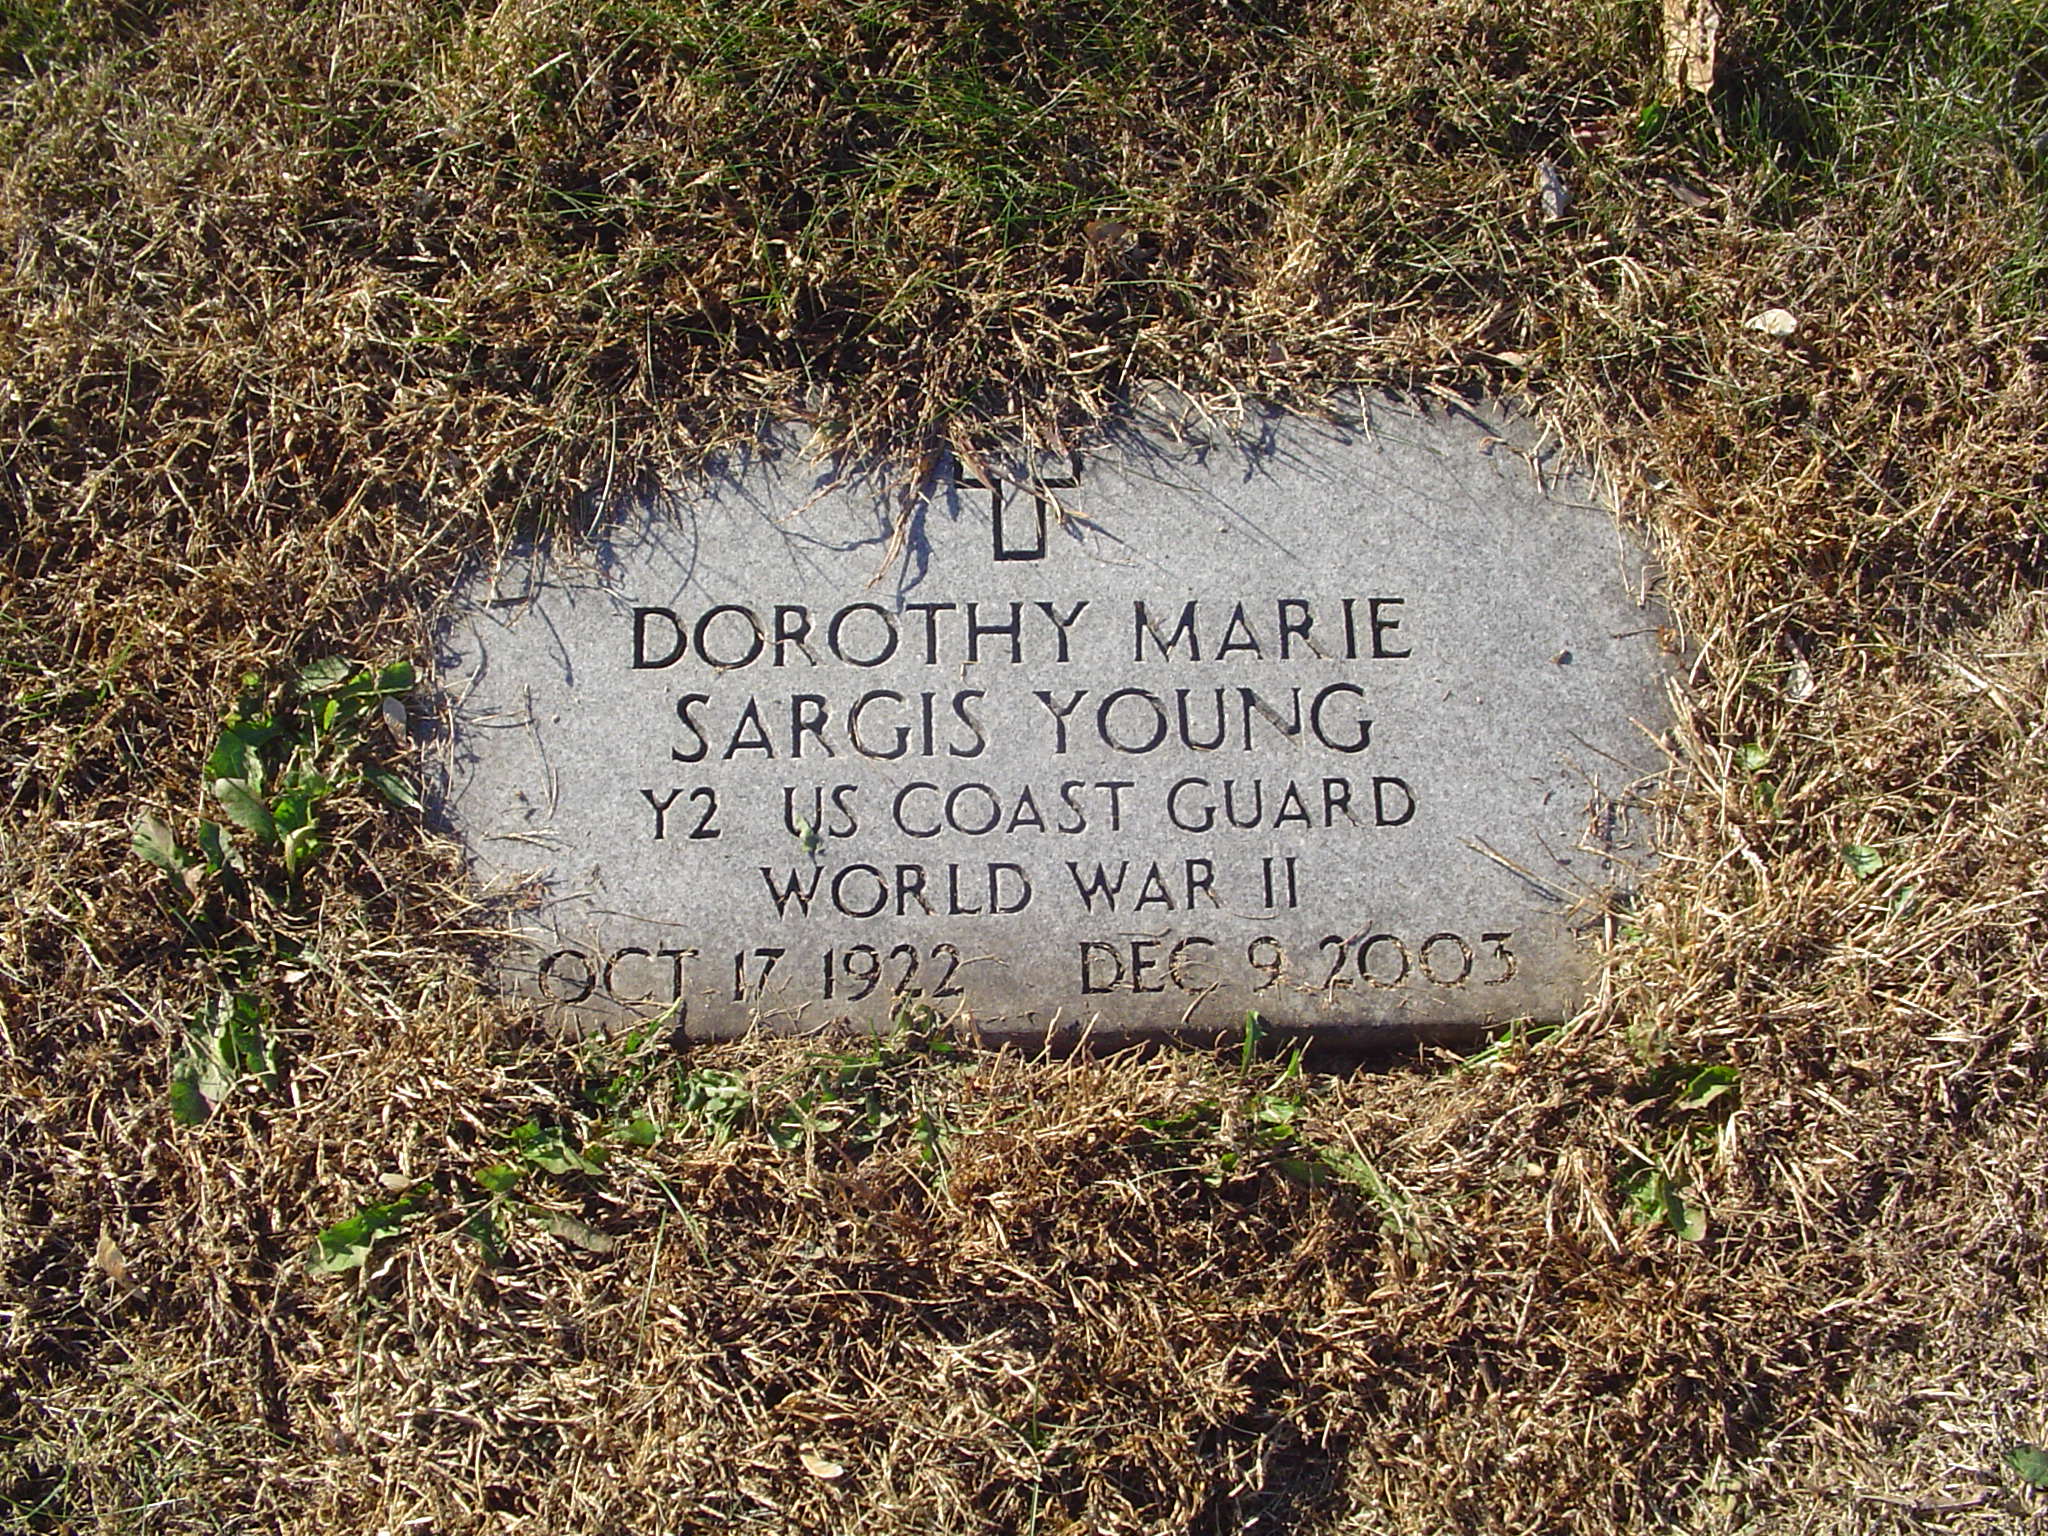 DOROTHY MARIE
SARGIS YOUNG
Y2 US COAST GUARD
WORLD WAR II
OCT 17 1922 DEC 9 2003